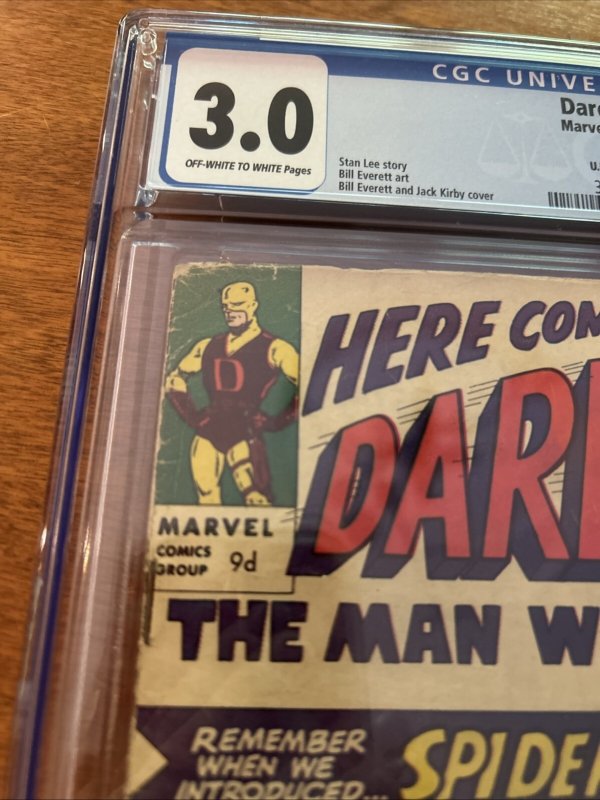 3.0
OFF-WHITE TO WHITE Pages
CGC UNIVE
Dar
Marve
Stan Lee story
Bill Everett art
Bill Everett and Jack Kirby cover
U.
D
HERE COM
DAR
MARVEL
COMICS
GROUP 9d
THE MAN W
REMEMBER
WHEN WE
INTRODUCED...
SPIDE